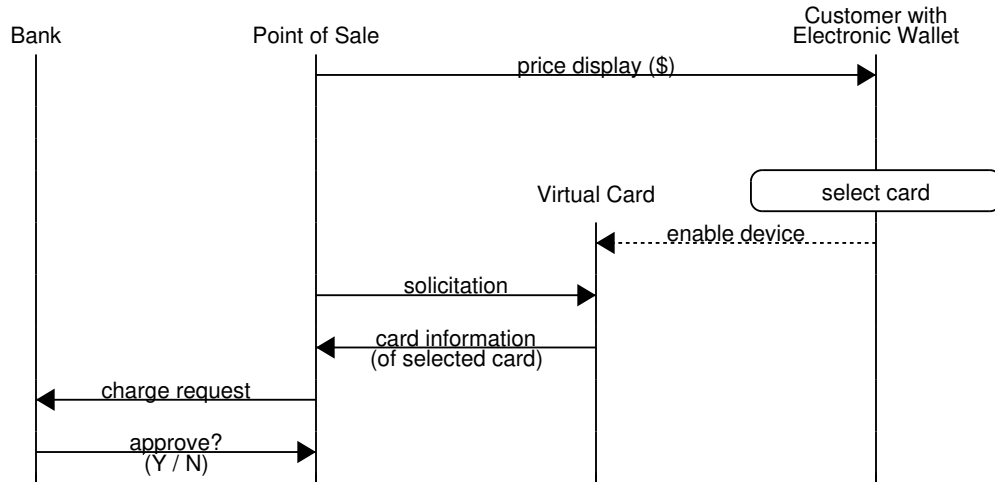 Customer with
Bank
Point of Sale
Electronic Wallet
price display ($)
select card
Virtual Card
enable device
solicitation
card information
(of selected card)
charge request
approve?
(Y / N)